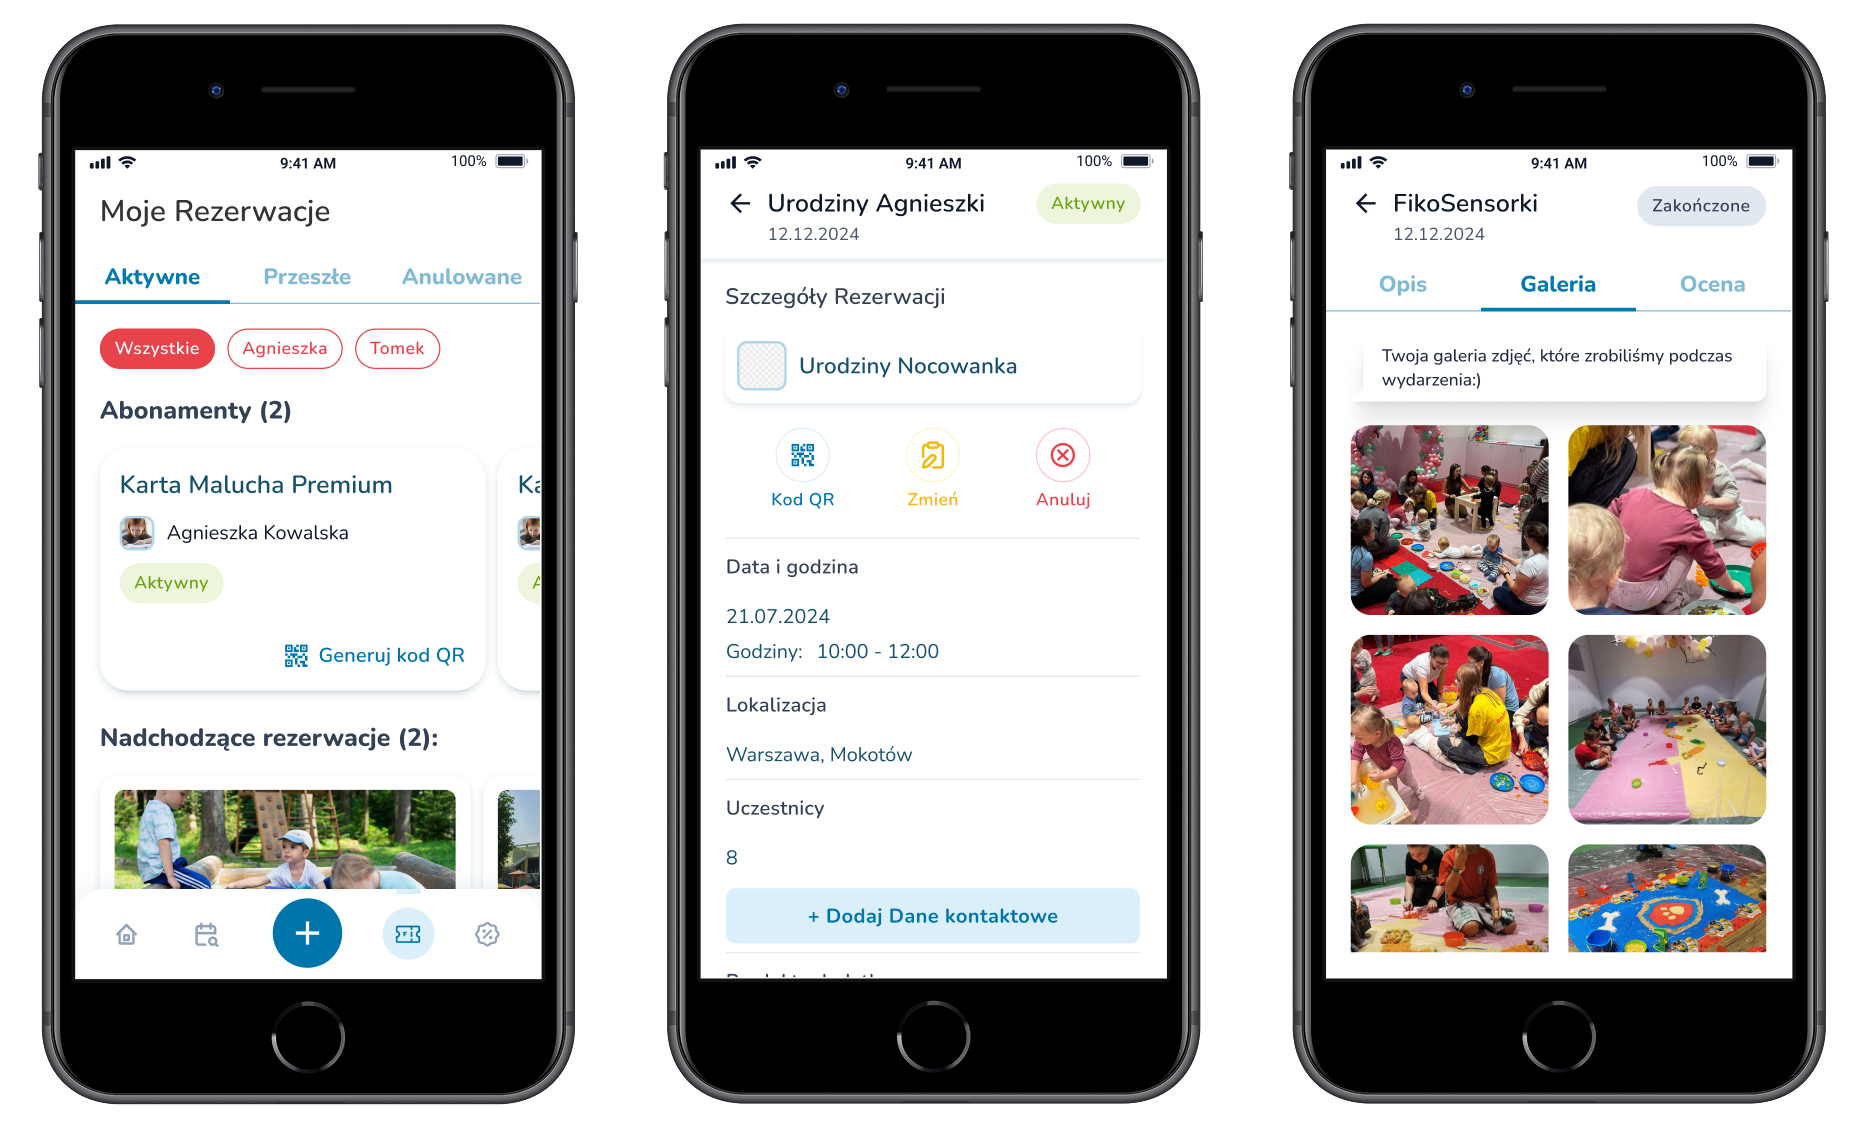 9:41 AM
100%
Moje Rezerwacje
Aktywne Przeszłe Anulowane
Wszystkie Agnieszka Tomek
Abonamenty (2)
Karta Malucha Premium
Ka
Agnieszka Kowalska
Aktywny
A
Generuj kod QR
Nadchodzące rezerwacje (2):
9:41 AM
100%
Urodziny Agnieszki
Aktywny
12.12.2024
Szczegóły Rezerwacji
Urodziny Nocowanka
Kod QR Zmień Anuluj
Data i godzina
21.07.2024
Godziny: 10:00 - 12:00
Lokalizacja
Warszawa, Mokotów
Uczestnicy
8
+ Dodaj Dane kontaktowe
9:41 AM
100%
FikoSensorki
Zakończone
12.12.2024
Opis Galeria Ocena
Twoja galeria zdjęć, które zrobiliśmy podczas
wydarzenia:)